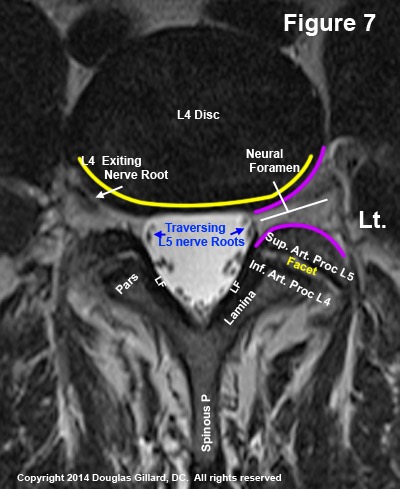 Figure 7
L4 Disc
L4 Exiting
Nerve Root
Neural
Foramen
Lt.
Traversing
L5 nerve Roots
Sup. Art. Proc L5
Facet
Inf. Art. Proc L4
Pars
LF
LF
Lamina
Spinous P
Copyright 2014 Douglas Gillard, DC. All rights reserved